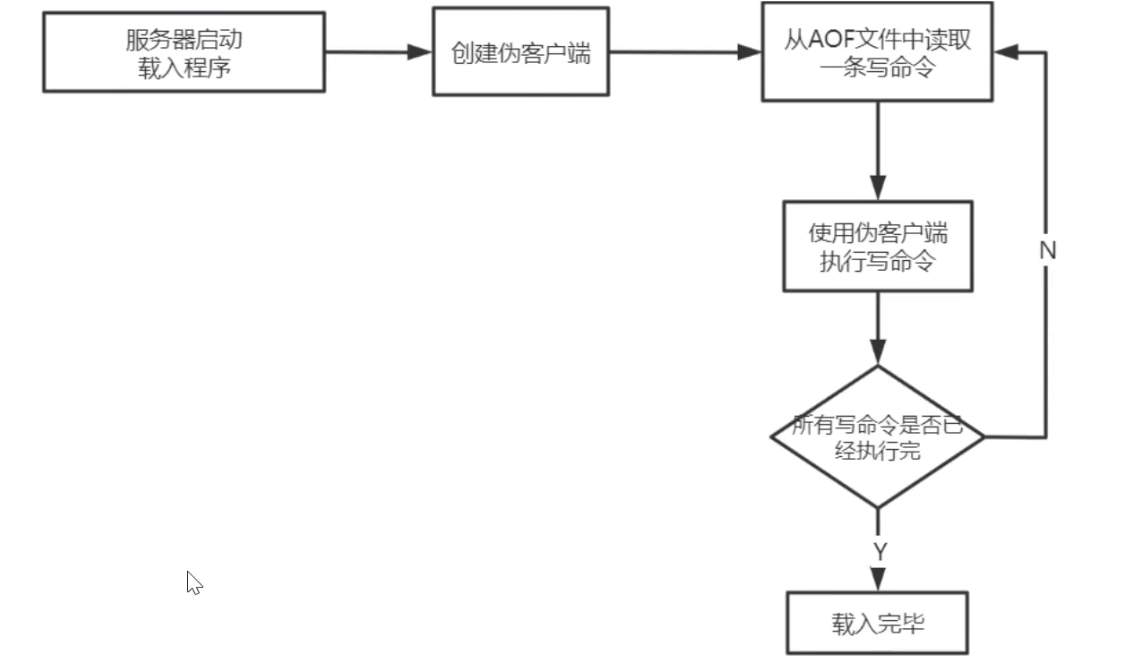 服务器启动
载入程序
创建伪客户端
从AOF文件中读取
一条写命令
使用伪客户端
执行写命令
N
所有写命令是否已
经执行完
Y
载入完毕